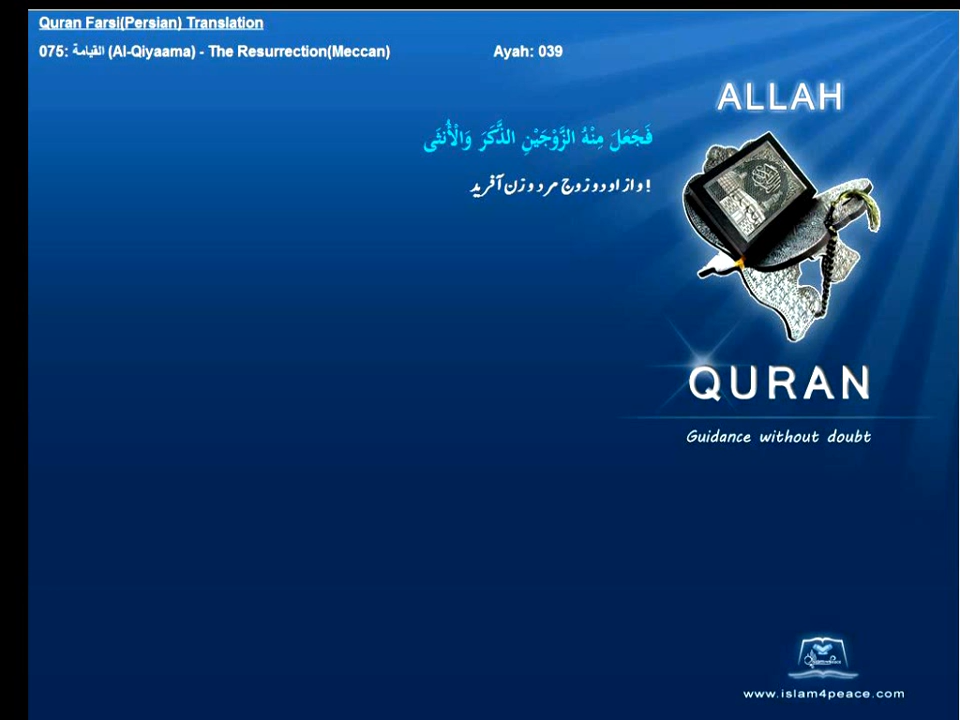 Quran Farsi(Persian) Translation
075: القيامة (Al-Qiyaama) - The Resurrection(Meccan) Ayah: 039
ALLAH
فَجَعَلَ مِنْهُ الزَّوْجَيْنِ الذَّكَرَ وَالْأُنثَى
و از او دو زوج مرد و زن آفرید!
QURAN
Guidance without doubt
www.islam4peace.com